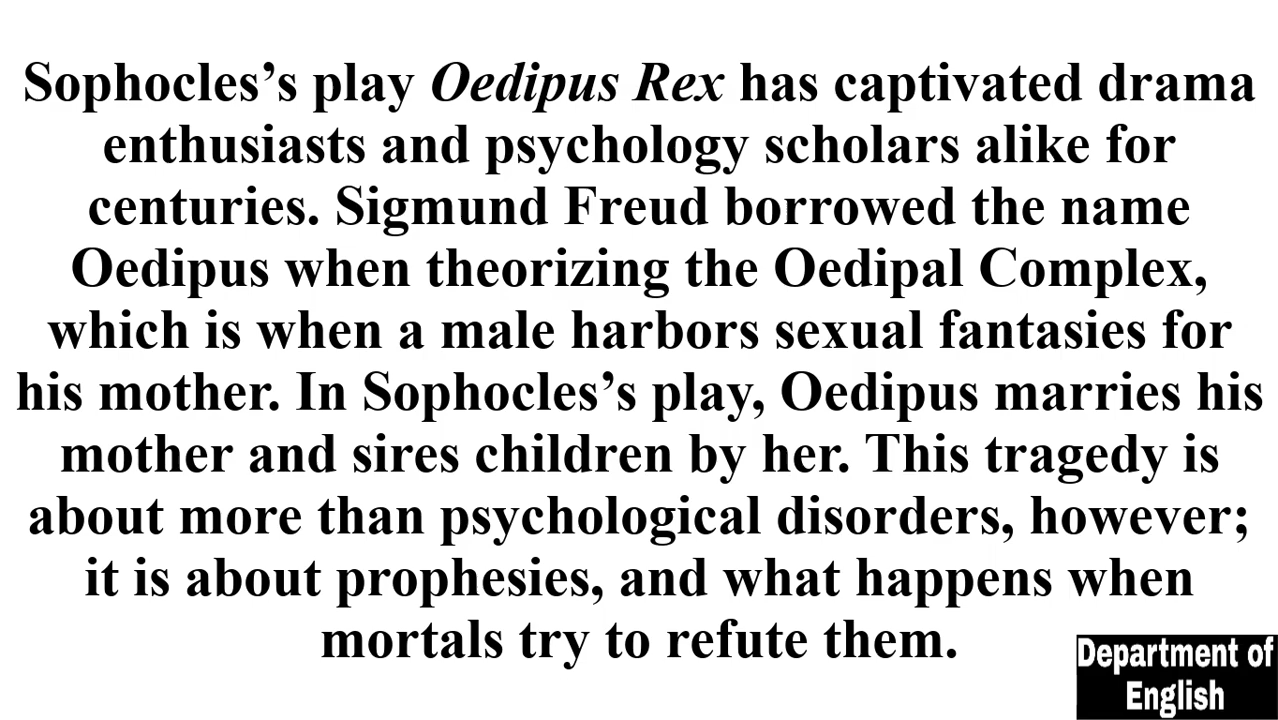 Sophocles’s play Oedipus Rex has captivated drama
enthusiasts and psychology scholars alike for
centuries. Sigmund Freud borrowed the name
Oedipus when theorizing the Oedipal Complex,
which is when a male harbors sexual fantasies for
his mother. In Sophocles’s play, Oedipus marries his
mother and sires children by her. This tragedy is
about more than psychological disorders, however;
it is about prophesies, and what happens when
mortals try to refute them.
Department of
English